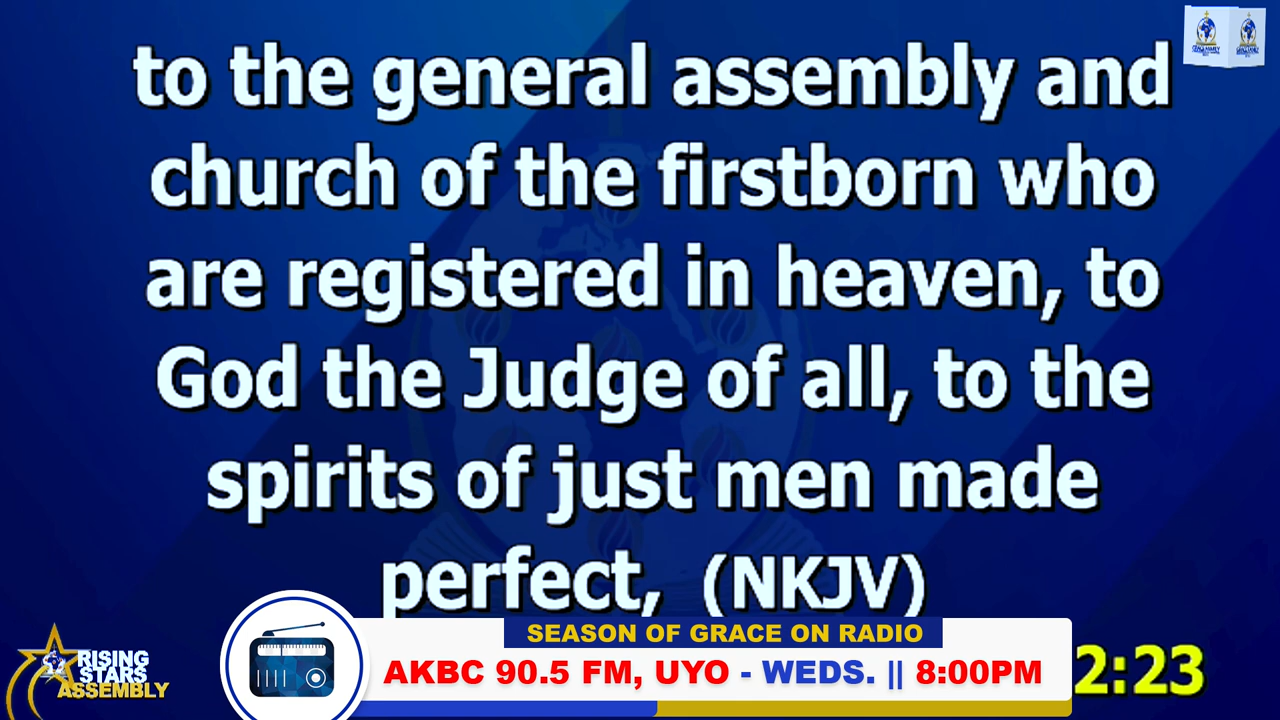 to the general assembly and
church of the firstborn who
are registered in heaven, to
God the Judge of all, to the
spirits of just men made
perfect, (NKJV)
2:23
SEASON OF GRACE ON RADIO
AKBC 90.5 FM, UYO - WEDS. || 8:00PM
RISING
STARS
ASSEMBLY